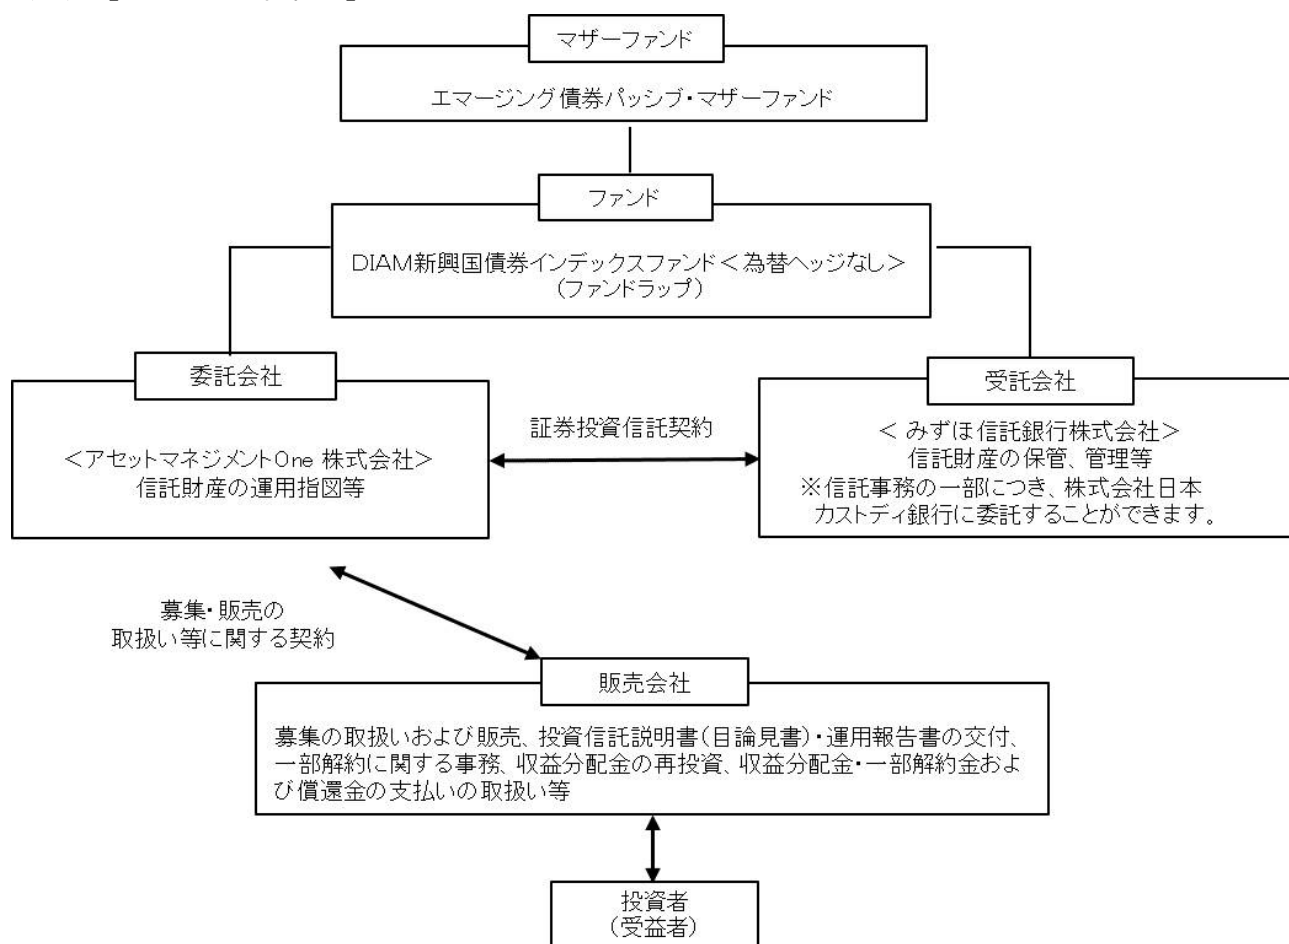 マザーファンド
エマージング債券パッシブ・マザーファンド
ファンド
DIAM新興国債券インデックスファンド＜為替ヘッジなし＞
(ファンドラップ)
委託会社
＜アセットマネジメントOne 株式会社＞
信託財産の運用指図等
証券投資信託契約
受託会社
＜ みずほ信託銀行株式会社＞
信託財産の保管、管理等
※信託事務の一部につき、株式会社日本
カストディ銀行に委託することができます。
募集・販売の
取扱い等に関する契約
販売会社
募集の取扱いおよび販売、投資信託説明書(目論見書)・運用報告書の交付、
一部解約に関する事務、収益分配金の再投資、収益分配金・一部解約金およ
び償還金の支払いの取扱い等
投資者
(受益者)